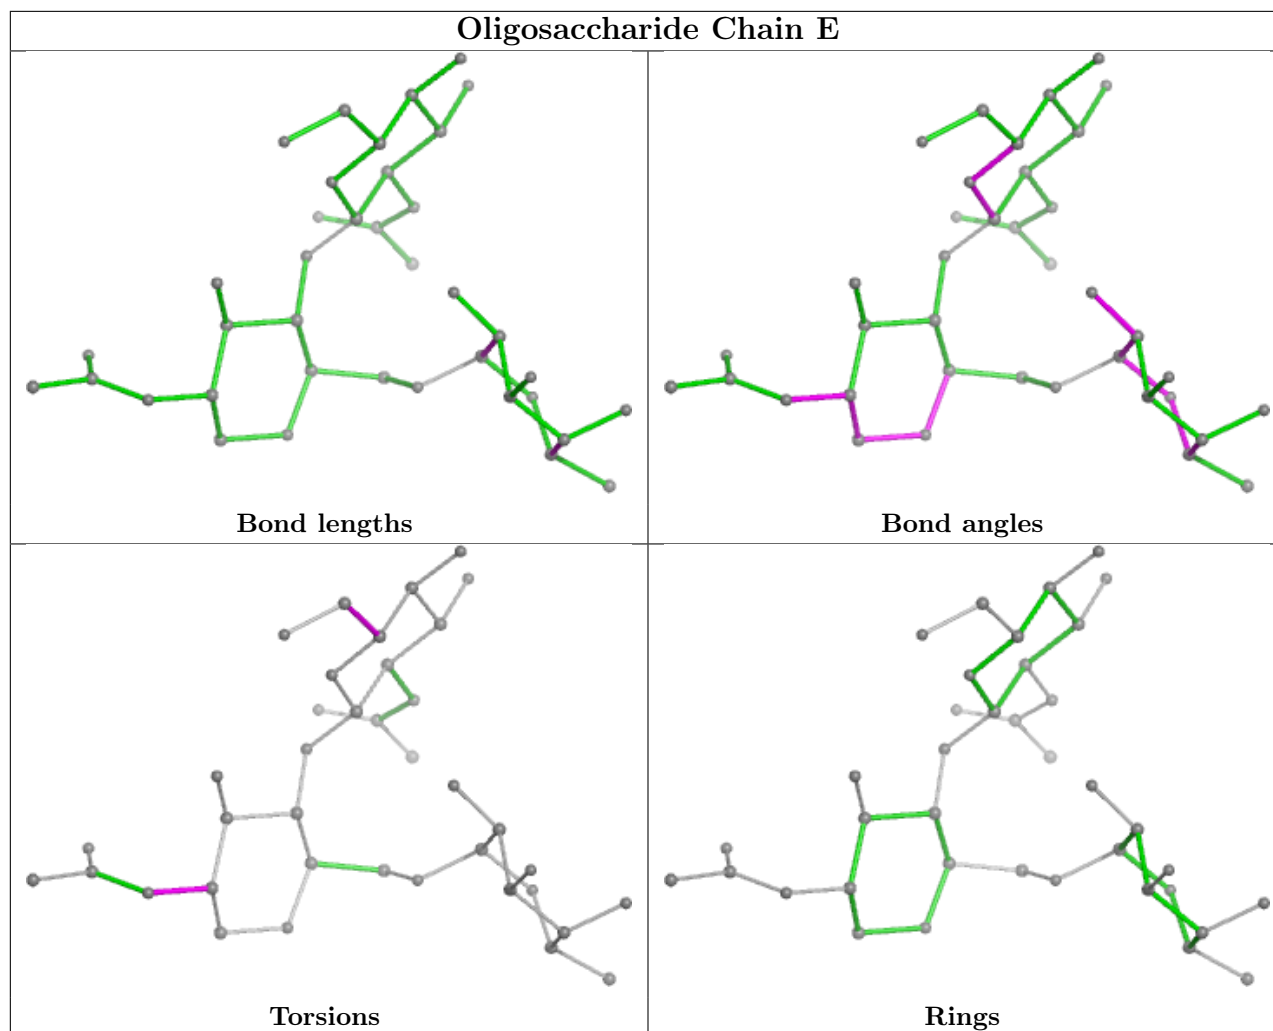 Oligosaccharide Chain E
Bond lengths
Bond angles
Torsions
Rings